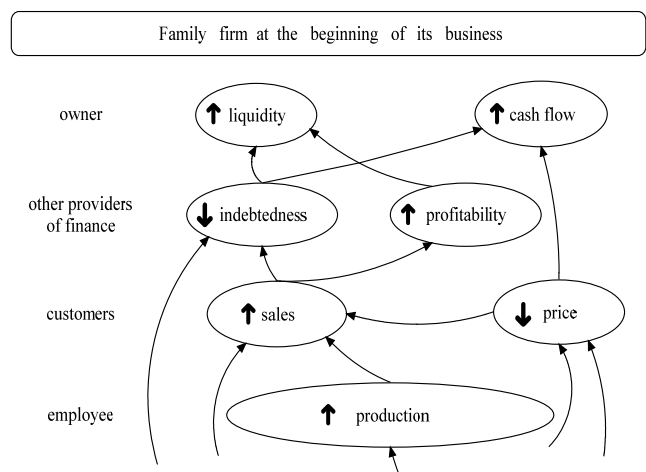 Family firm at the beginning of its business
owner
↑ liquidity
↑ cash flow
other providers
of finance
↓ indebtedness
↑ profitability
customers
↑ sales
↓ price
employee
↑ production